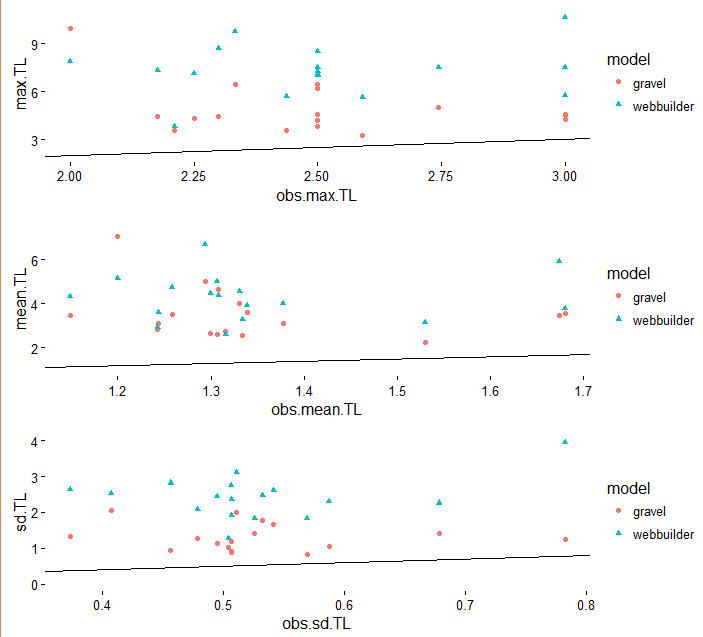 max.TL
9
6
3
2.00 2.25 2.50 2.75 3.00
obs.max.TL
model
gravel
webbuilder
mean.TL
6
4
2
1.2 1.3 1.4 1.5 1.6 1.7
obs.mean.TL
model
gravel
webbuilder
sd.TL
4
3
2
1
0
0.4 0.5 0.6 0.7 0.8
obs.sd.TL
model
gravel
webbuilder